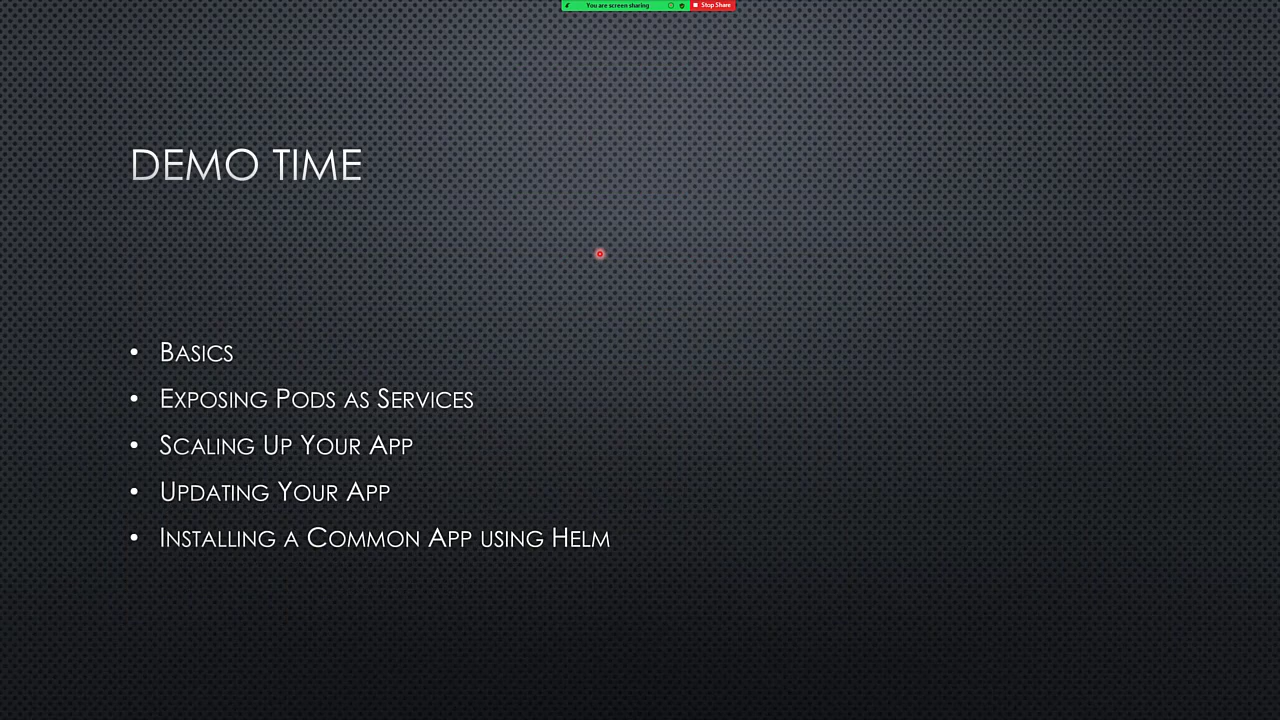 You are screen sharing
Stop Share
DEMO TIME
• BASICS
• EXPOSING PODS AS SERVICES
• SCALING UP YOUR APP
• UPDATING YOUR APP
• INSTALLING A COMMON APP USING HELM